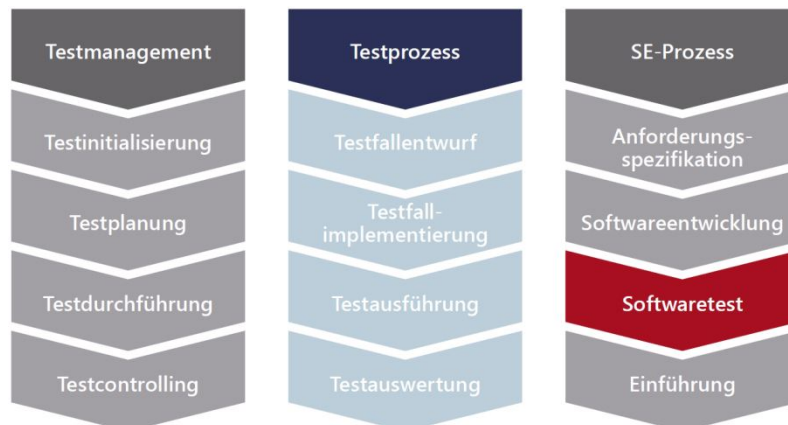 Testmanagement
Testinitialisierung
Testplanung
Testdurchführung
Testcontrolling
Testprozess
Testfallentwurf
Testfall-
implementierung
Testausführung
Testauswertung
SE-Prozess
Anforderungs-
spezifikation
Softwareentwicklung
Softwaretest
Einführung